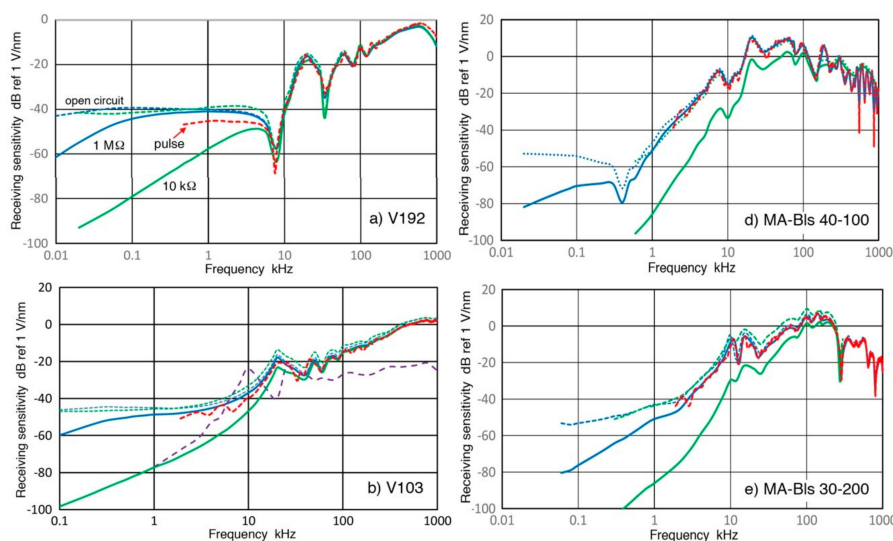 Receiving sensitivity dB ref 1 V/nm
0
-20
-40
-60
-80
-100
open circuit
1 MΩ
pulse
10 kΩ
a) V192
0.01 0.1 1 10 100 1000
Frequency kHz
Receiving sensitivity dB ref 1 V/nm
20
0
-20
-40
-60
-80
-100
d) MA-Bls 40-100
0.01 0.1 1 10 100 1000
Frequency kHz
Receiving sensitivity dB ref 1 V/nm
20
0
-20
-40
-60
-80
-100
b) V103
0.1 1 10 100 1000
Frequency kHz
Receiving sensitivity dB ref 1 V/nm
20
0
-20
-40
-60
-80
-100
e) MA-Bls 30-200
0.01 0.1 1 10 100 1000
Frequency kHz